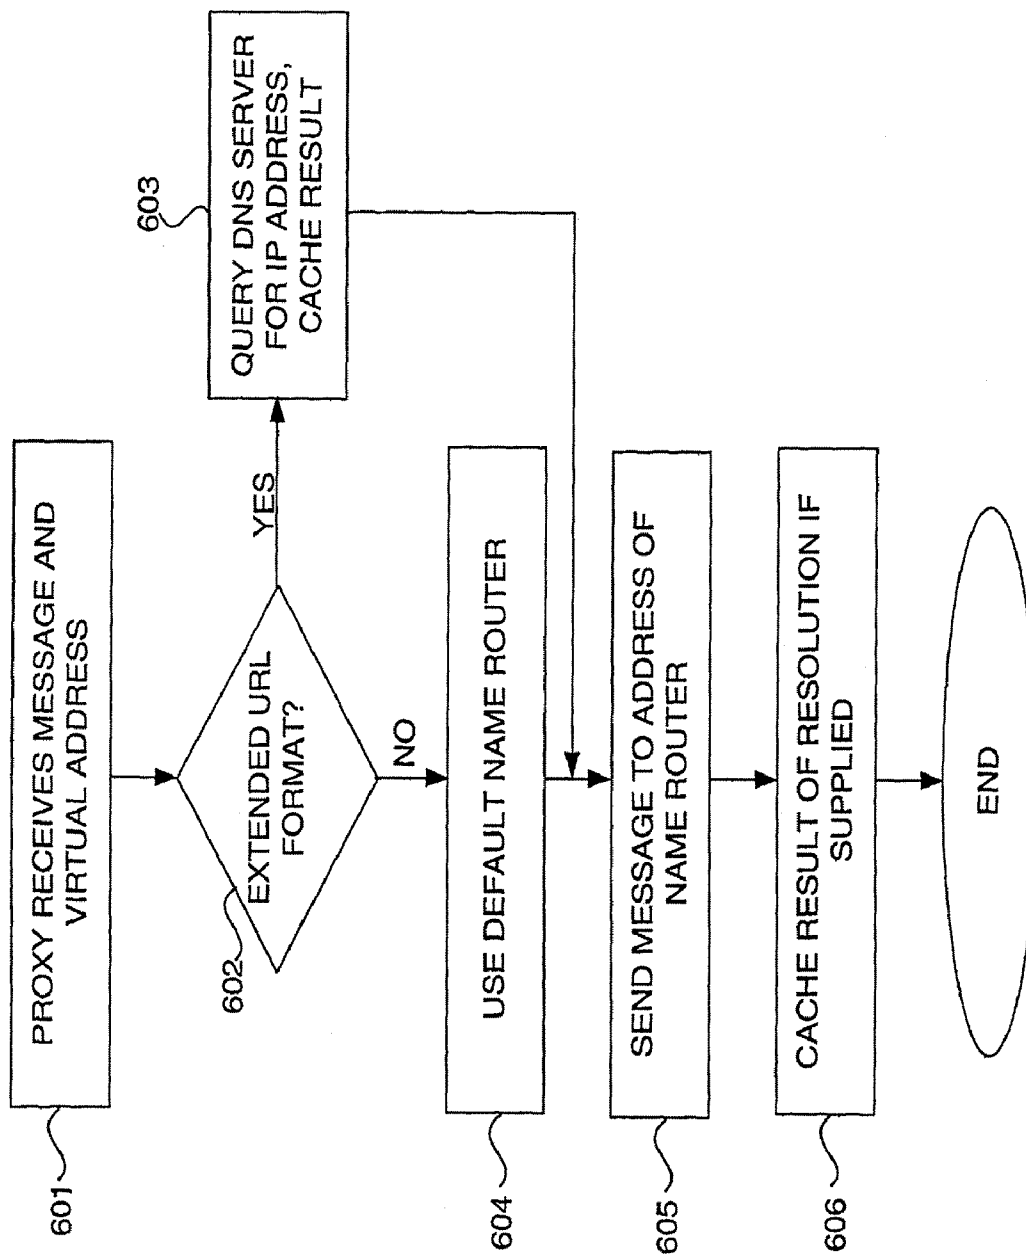 601
PROXY RECEIVES MESSAGE AND
VIRTUAL ADDRESS
602
EXTENDED URL
FORMAT?
YES
603
QUERY DNS SERVER
FOR IP ADDRESS,
CACHE RESULT
NO
604
USE DEFAULT NAME ROUTER
605
SEND MESSAGE TO ADDRESS OF
NAME ROUTER
606
CACHE RESULT OF RESOLUTION IF
SUPPLIED
END